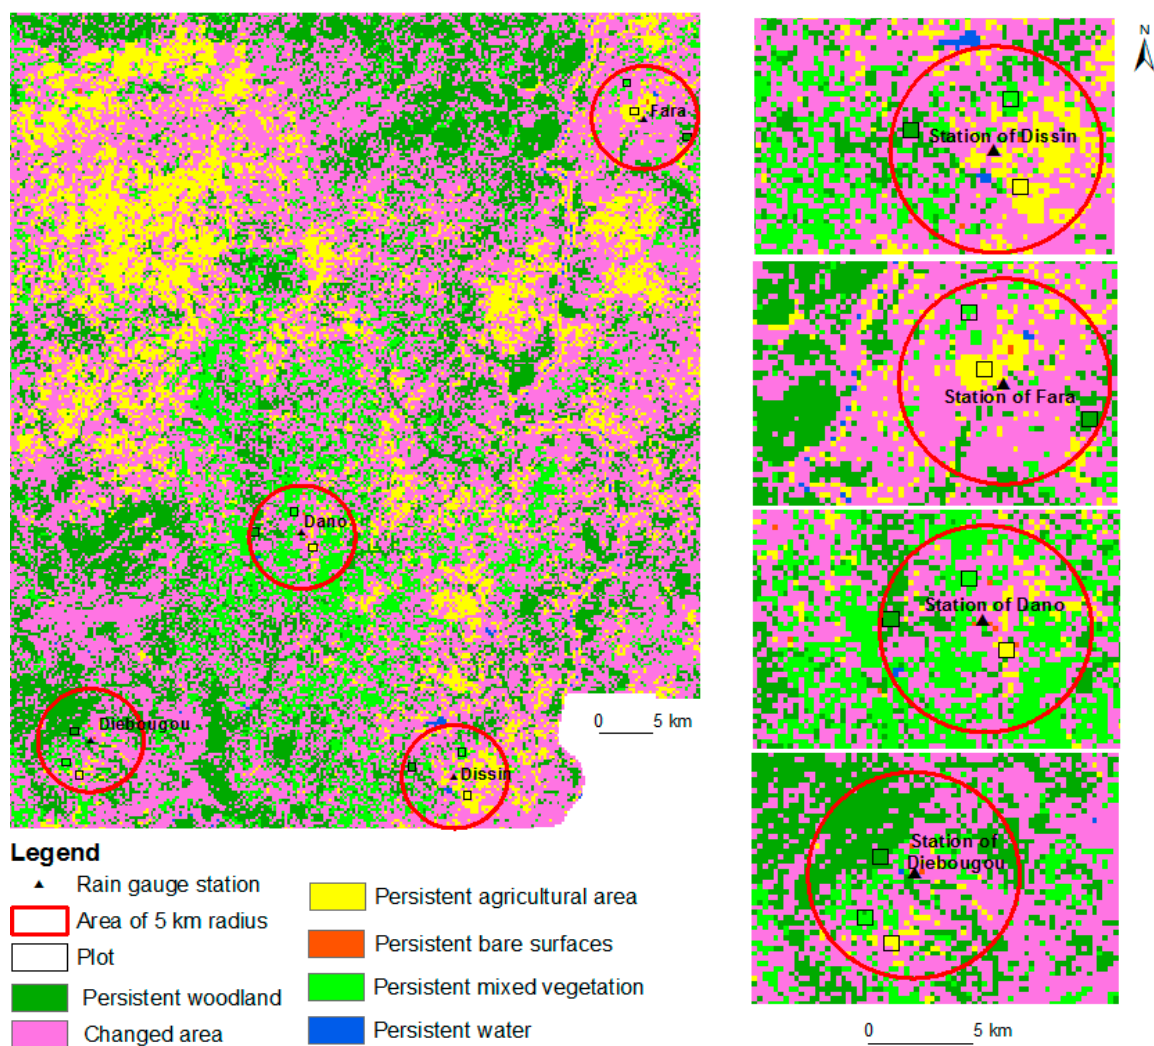 N
Fara
Station of Dissin
Station of Fara
Dano
Station of Dano
Diebougou
0 5 km
Dissin
Station of
Diebougou
Legend
Rain gauge station
Area of 5 km radius
Plot
Persistent woodland
Changed area
Persistent agricultural area
Persistent bare surfaces
Persistent mixed vegetation
Persistent water
0 5 km